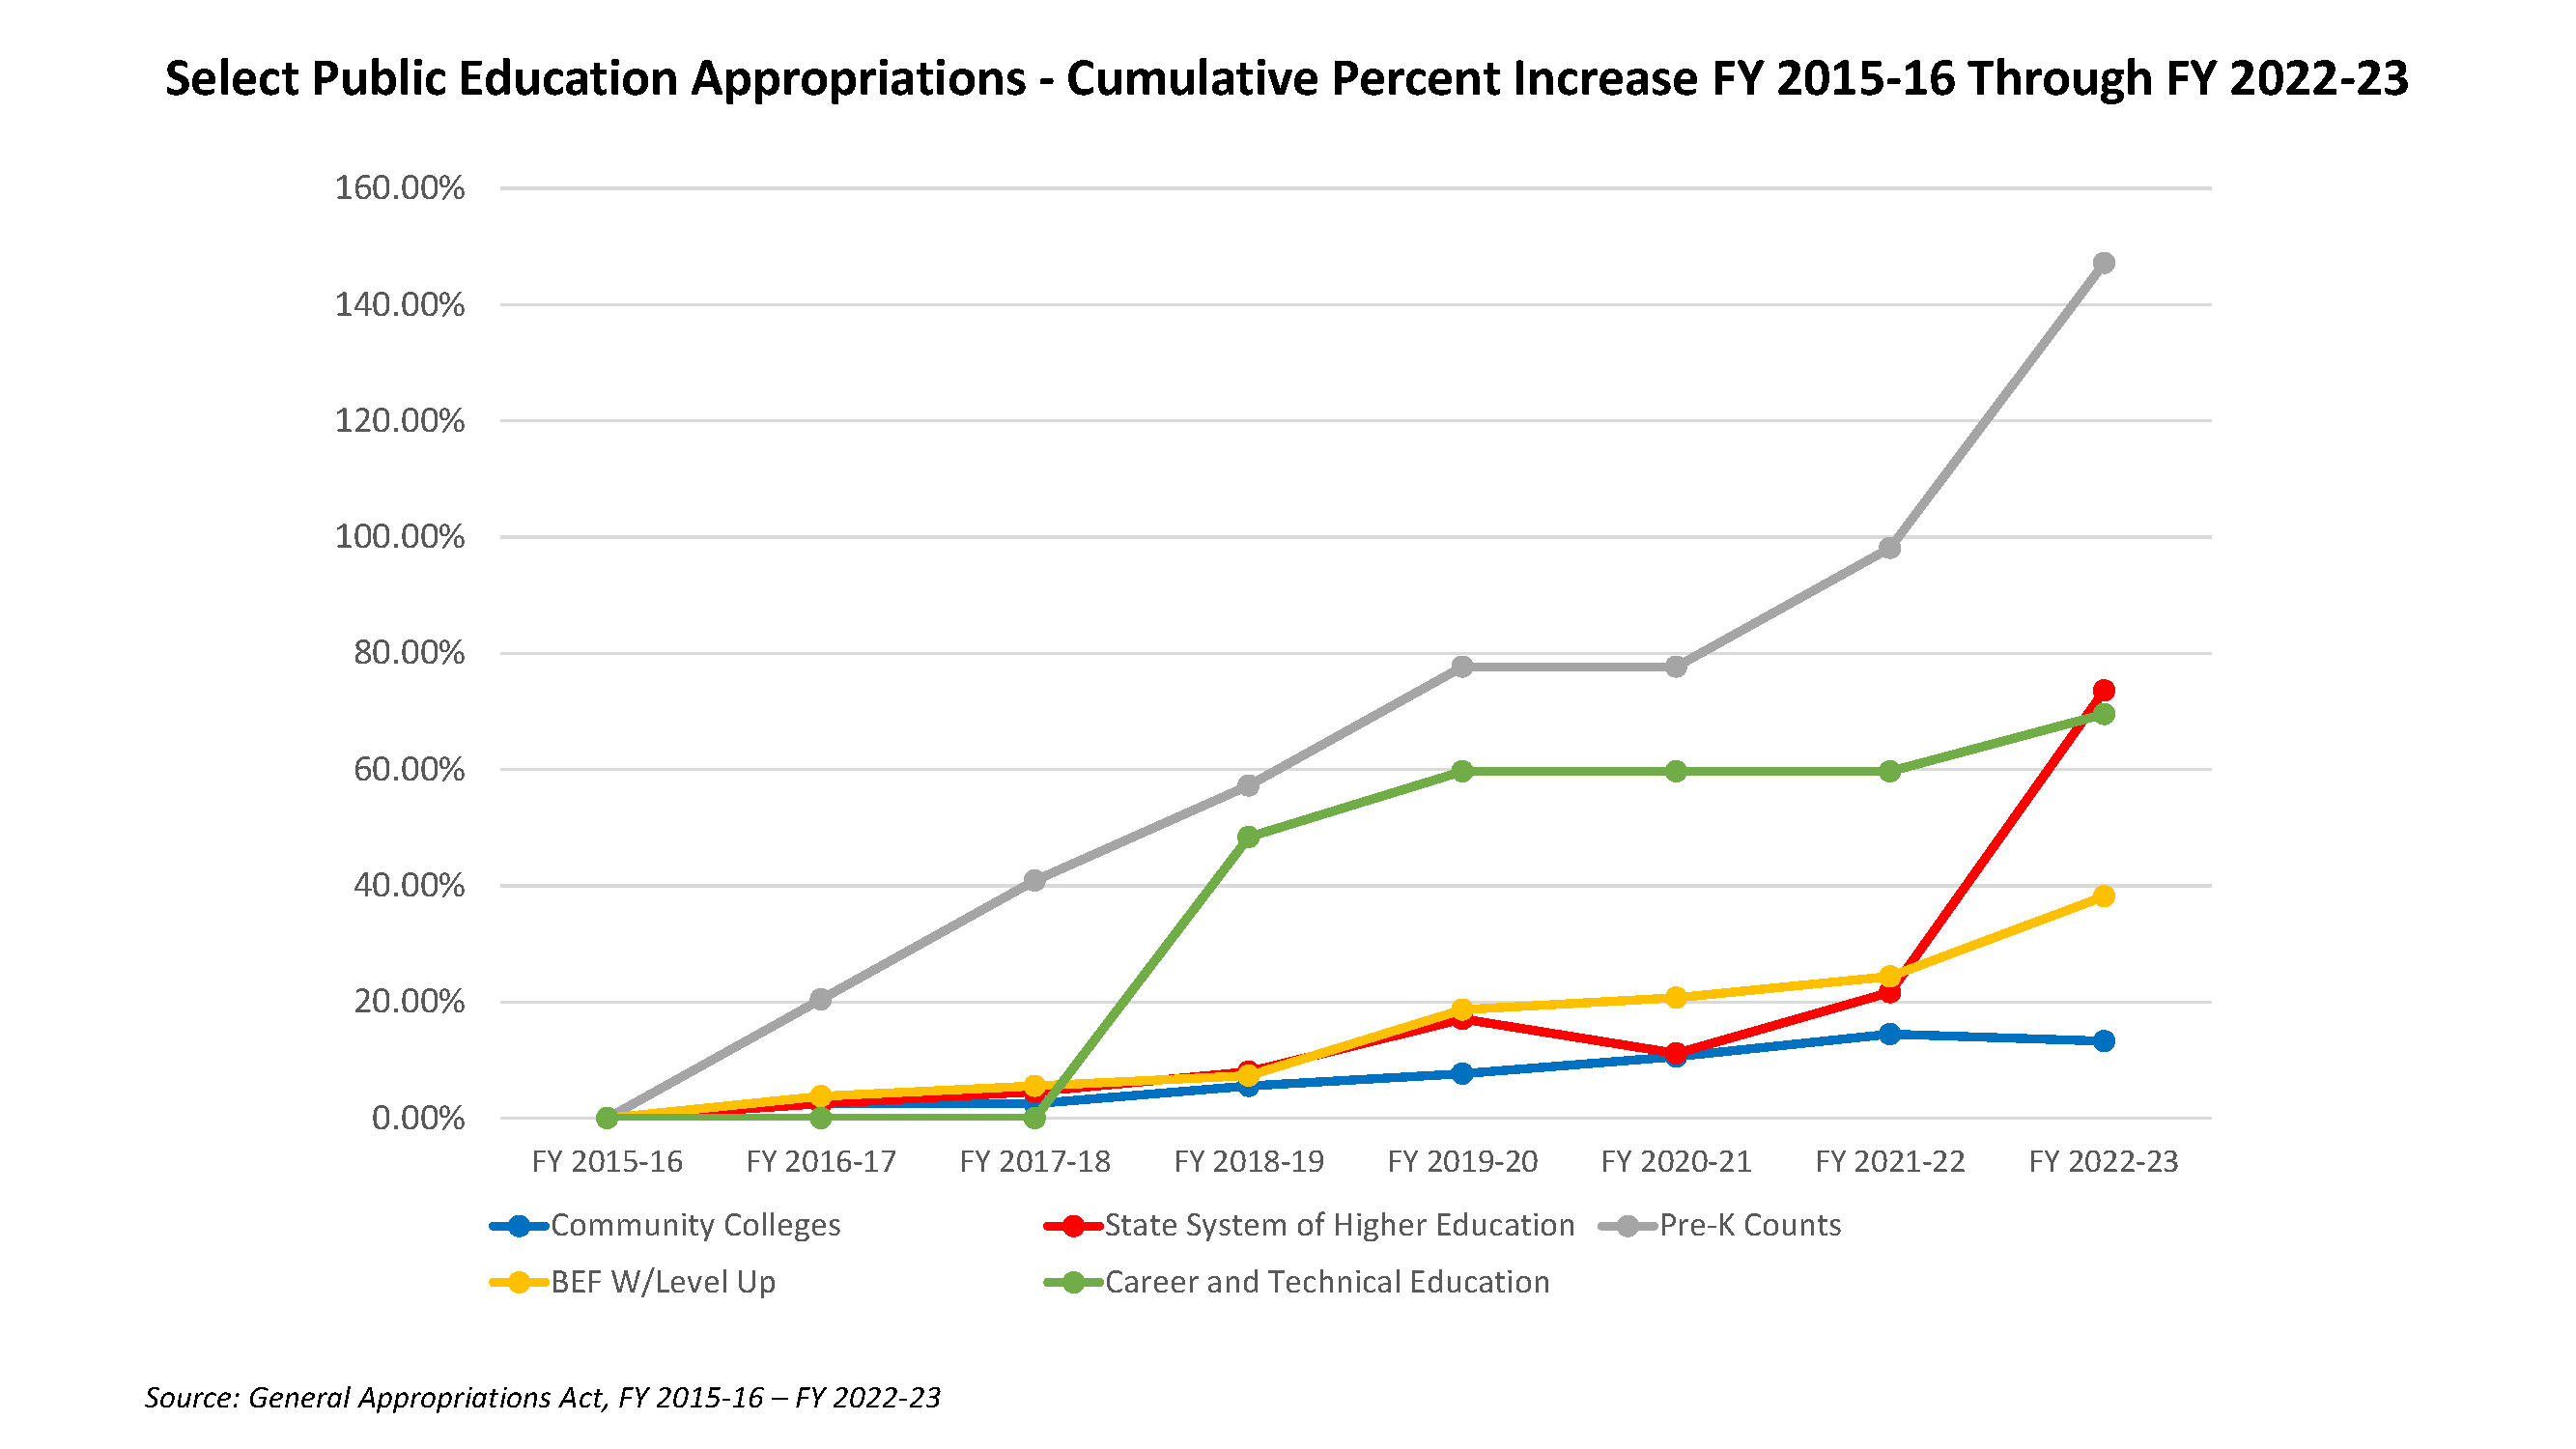 Select Public Education Appropriations - Cumulative Percent Increase FY 2015-16 Through FY 2022-23
160.00%
140.00%
120.00%
100.00%
80.00%
60.00%
40.00%
20.00%
0.00%
FY 2015-16 FY 2016-17 FY 2017-18 FY 2018-19 FY 2019-20 FY 2020-21 FY 2021-22 FY 2022-23
Community Colleges State System of Higher Education Pre-K Counts
BEF W/Level Up Career and Technical Education
Source: General Appropriations Act, FY 2015-16 – FY 2022-23